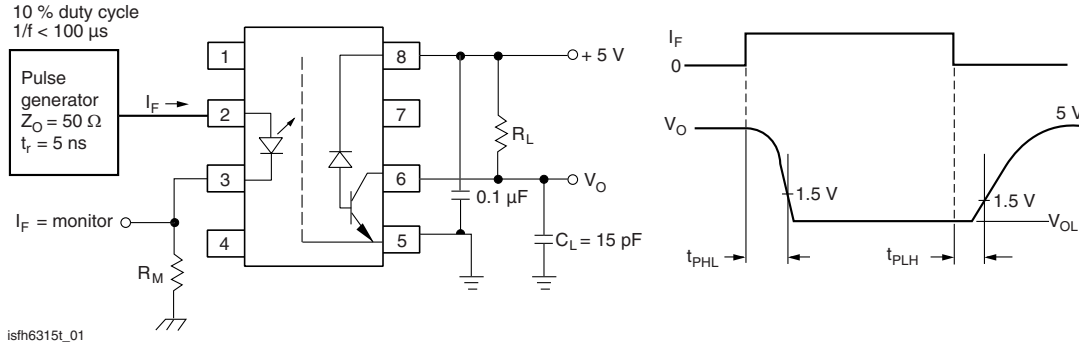 10 % duty cycle
1/f < 100 µs
Pulse
generator
Z_O = 50 Ω
t_r = 5 ns
I_F
1
2
3
4
8
7
6
5
+ 5 V
R_L
V_O
0.1 µF
C_L = 15 pF
I_F = monitor
R_M
isfh6315t_01
I_F
0
V_O
5 V
1.5 V
1.5 V
V_OL
t_PHL
t_PLH